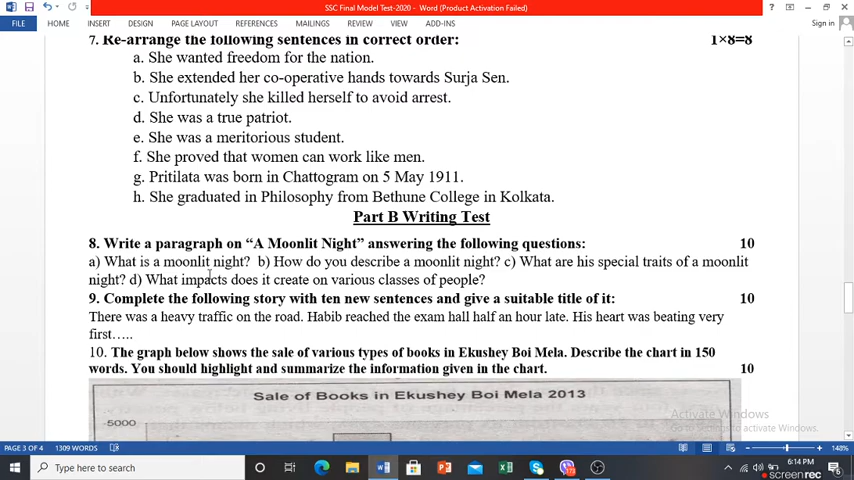 SSC Final Model Test-2020 - Word (Product Activation Failed)
FILE HOME INSERT DESIGN PAGE LAYOUT REFERENCES MAILINGS REVIEW VIEW ADD-INS Sign in
7. Re-arrange the following sentences in correct order: 1×8=8
a. She wanted freedom for the nation.
b. She extended her co-operative hands towards Surja Sen.
c. Unfortunately she killed herself to avoid arrest.
d. She was a true patriot.
e. She was a meritorious student.
f. She proved that women can work like men.
g. Pritilata was born in Chattogram on 5 May 1911.
h. She graduated in Philosophy from Bethune College in Kolkata.
Part B Writing Test
8. Write a paragraph on “A Moonlit Night” answering the following questions: 10
a) What is a moonlit night? b) How do you describe a moonlit night? c) What are his special traits of a moonlit
night? d) What impacts does it create on various classes of people?
9. Complete the following story with ten new sentences and give a suitable title of it: 10
There was a heavy traffic on the road. Habib reached the exam hall half an hour late. His heart was beating very
first…..
10. The graph below shows the sale of various types of books in Ekushey Boi Mela. Describe the chart in 150
words. You should highlight and summarize the information given in the chart. 10
Sale of Books in Ekushey Boi Mela 2013
5000
Activate Windows
Go to Settings to activate Windows.
PAGE 3 OF 4 1309 WORDS 148%
Type here to search
6:14 PM
screenrec